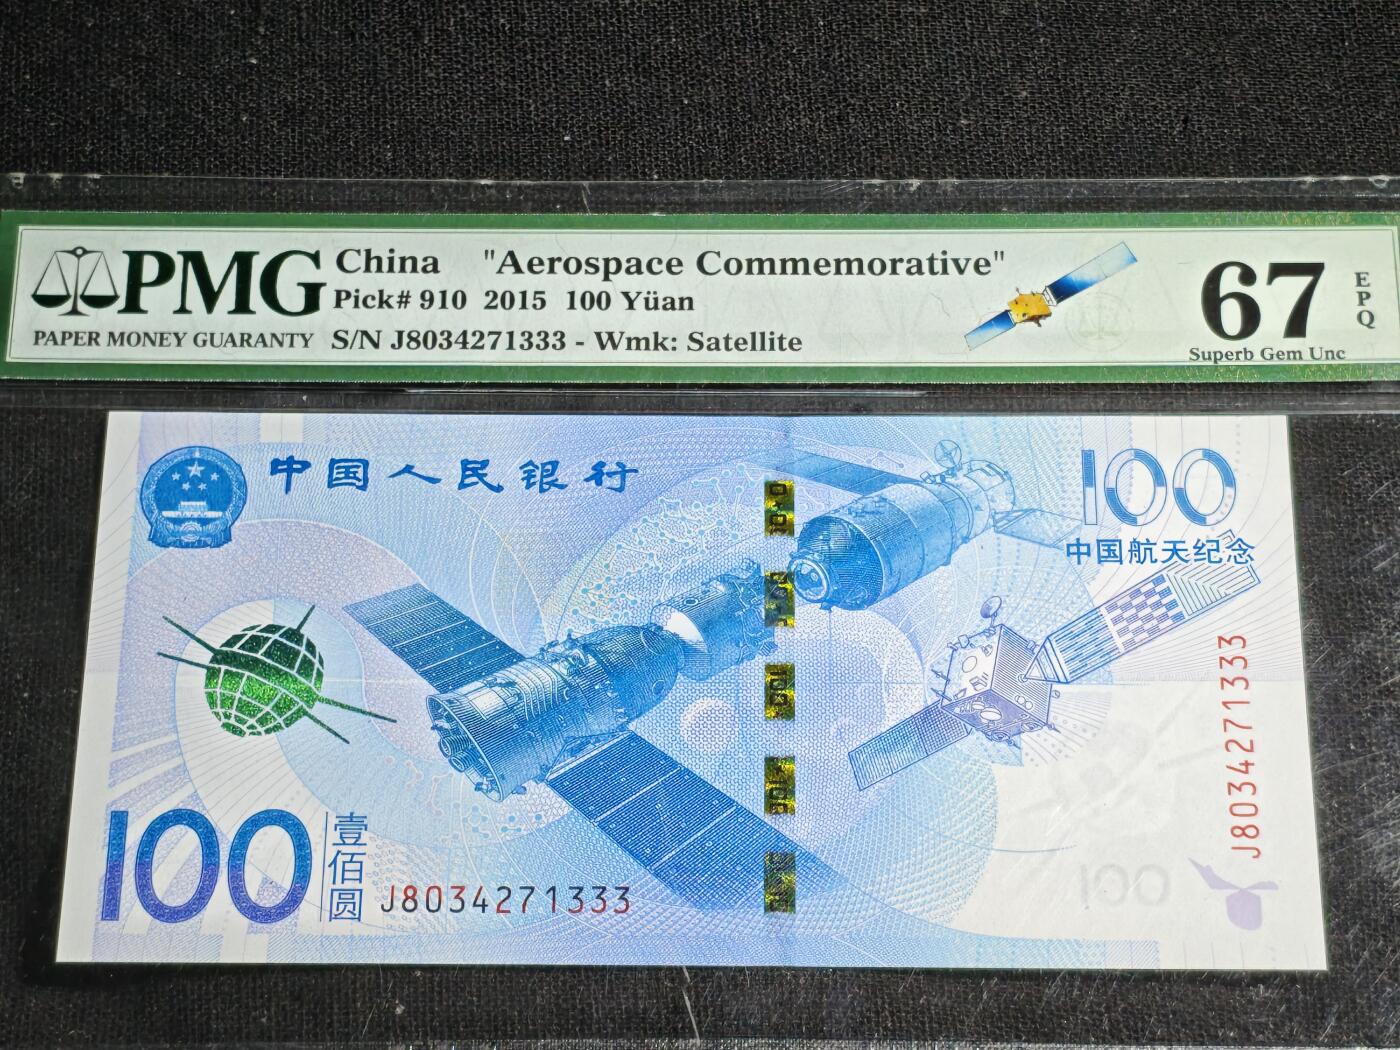 PMG
PAPER MONEY GUARANTY
China "Aerospace Commemorative"
Pick# 910 2015 100 Yüan
S/N J8034271333 - Wmk: Satellite
67
EPQ
Superb Gem Unc
中国人民银行
100
中国航天纪念
J8034271333
100
壹佰圆
J8034271333
100